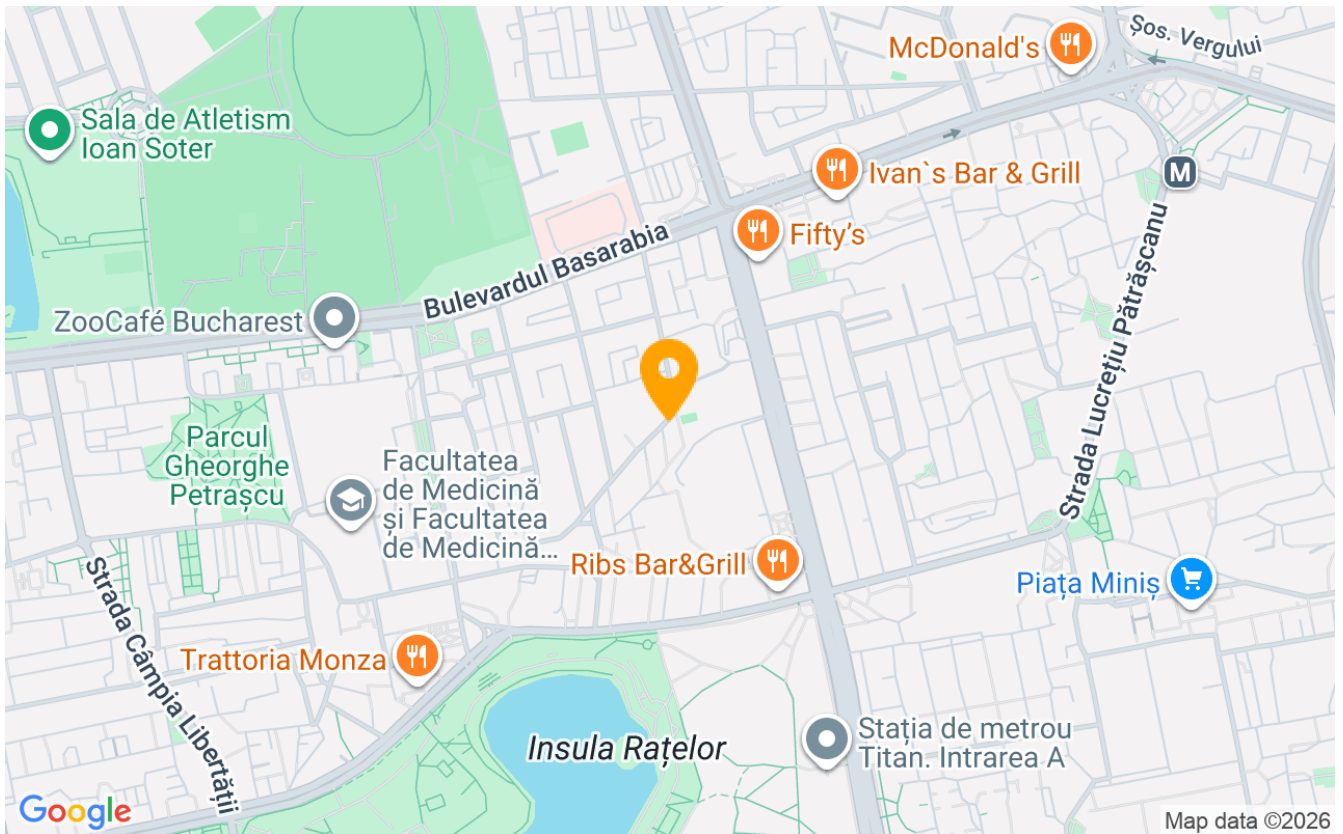 Șos. Vergului
McDonald's
Sala de Atletism
Ioan Soter
M
Ivan`s Bar & Grill
Fifty’s
Bulevardul Basarabia
ZooCafé Bucharest
Strada Lucrețiu Pătrășcanu
Parcul
Gheorghe
Petrașcu
Facultatea
de Medicină
și Facultatea
de Medicină...
Ribs Bar&Grill
Piața Miniș
Strada Câmpia Libertății
Trattoria Monza
Insula Rațelor
Stația de metrou
Titan. Intrarea A
Google
Map data ©2026